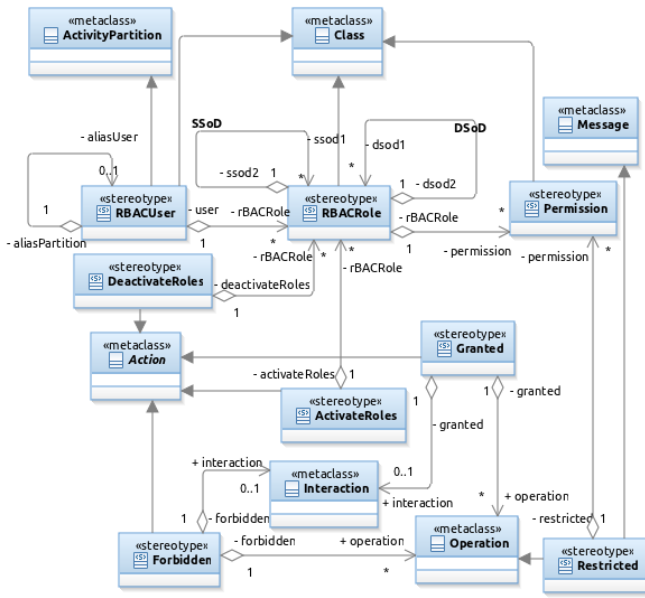 «metaclass»
ActivityPartition
«metaclass»
Class
«metaclass»
Message
- aliasUser
0..1
SSoD
- ssod1
- ssod2
1
*
- dsod1
*
DSoD
1
- dsod2
1
«stereotype»
RBACUser
- aliasPartition
- user
1
- rBACRole
*
«stereotype»
RBACRole
- rBACRole
1
*
- permission
«stereotype»
Permission
- permission
*
«stereotype»
DeactivateRoles
- rBACRole
*
- deactivateRoles
1
*
- rBACRole
«metaclass»
Action
«stereotype»
Granted
- activateRoles
1
«stereotype»
ActivateRoles
1
- granted
1
- granted
+ interaction
0..1
«metaclass»
Interaction
0..1
+ interaction
*
+ operation
1
- forbidden
«stereotype»
Forbidden
- forbidden
1
+ operation
*
«metaclass»
Operation
- restricted
1
«stereotype»
Restricted